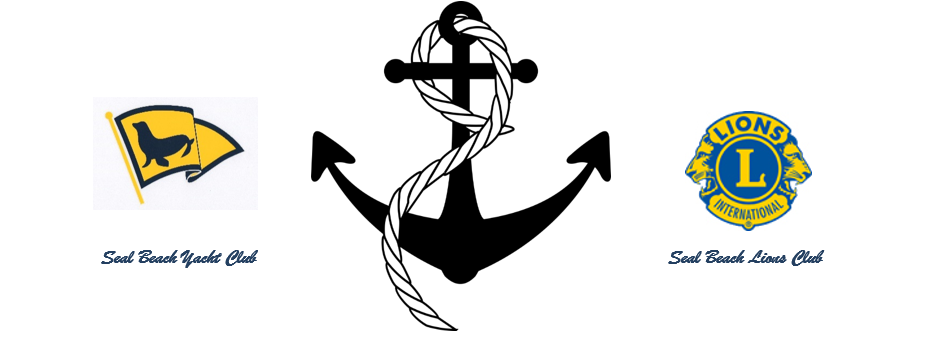 LIONS
L
INTERNATIONAL
Seal Beach Yacht Club
Seal Beach Lions Club